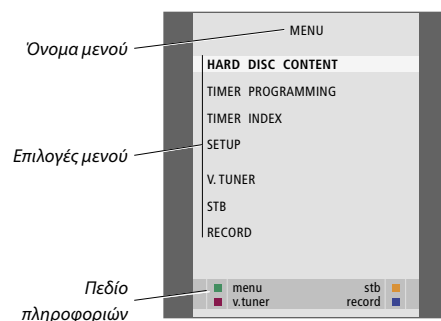 MENU
Όνομα μενού
HARD DISC CONTENT
TIMER PROGRAMMING
TIMER INDEX
Επιλογές μενού
SETUP
V. TUNER
STB
RECORD
Πεδίο
πληροφοριών
menu stb
v.tuner record